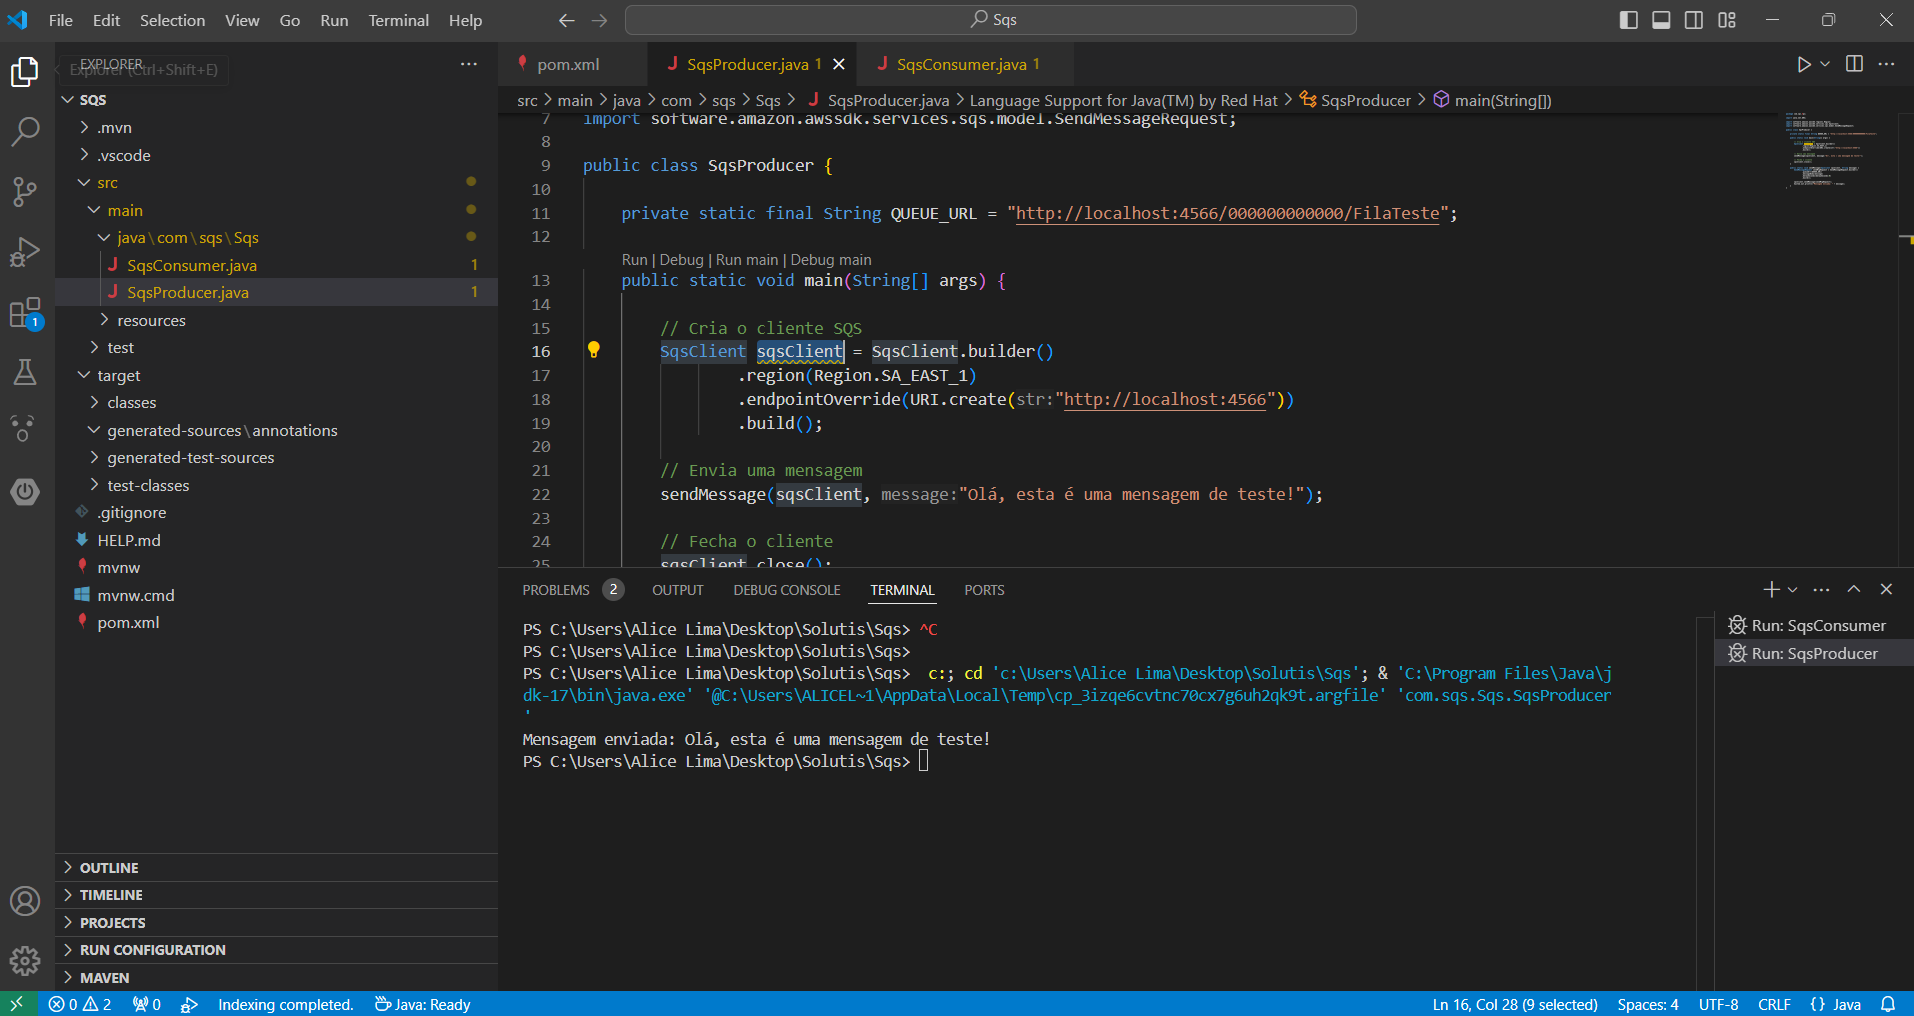 File Edit Selection View Go Run Terminal Help
Sqs
EXPLORER
Explorer (Ctrl+Shift+E)
SQS
.mvn
.vscode
src
main
java\com\sqs\Sqs
SqsConsumer.java 1
SqsProducer.java 1
resources
test
target
classes
generated-sources\annotations
generated-test-sources
test-classes
.gitignore
HELP.md
mvnw
mvnw.cmd
pom.xml
OUTLINE
TIMELINE
PROJECTS
RUN CONFIGURATION
MAVEN
1
pom.xml SqsProducer.java 1 SqsConsumer.java 1
src > main > java > com > sqs > Sqs > SqsProducer.java > Language Support for Java(TM) by Red Hat > SqsProducer > main(String[])
7 import software.amazon.awssdk.services.sqs.model.SendMessageRequest;
8
9 public class SqsProducer {
10
11 private static final String QUEUE_URL = "http://localhost:4566/000000000000/FilaTeste";
12
Run | Debug | Run main | Debug main
13 public static void main(String[] args) {
14
15 // Cria o cliente SQS
16 SqsClient sqsClient = SqsClient.builder()
17 .region(Region.SA_EAST_1)
18 .endpointOverride(URI.create(str:"http://localhost:4566"))
19 .build();
20
21 // Envia uma mensagem
22 sendMessage(sqsClient, message:"Olá, esta é uma mensagem de teste!");
23
24 // Fecha o cliente
25 sqsClient.close();
PROBLEMS 2 OUTPUT DEBUG CONSOLE TERMINAL PORTS
PS C:\Users\Alice Lima\Desktop\Solutis\Sqs> ^C
PS C:\Users\Alice Lima\Desktop\Solutis\Sqs>
PS C:\Users\Alice Lima\Desktop\Solutis\Sqs> c:; cd 'c:\Users\Alice Lima\Desktop\Solutis\Sqs'; & 'C:\Program Files\Java\j
dk-17\bin\java.exe' '@C:\Users\ALICEL~1\AppData\Local\Temp\cp_3izqe6cvtnc70cx7g6uh2qk9t.argfile' 'com.sqs.Sqs.SqsProducer
'
Mensagem enviada: Olá, esta é uma mensagem de teste!
PS C:\Users\Alice Lima\Desktop\Solutis\Sqs>
Run: SqsConsumer
Run: SqsProducer
0 2 0 Indexing completed. Java: Ready Ln 16, Col 28 (9 selected) Spaces: 4 UTF-8 CRLF {} Java